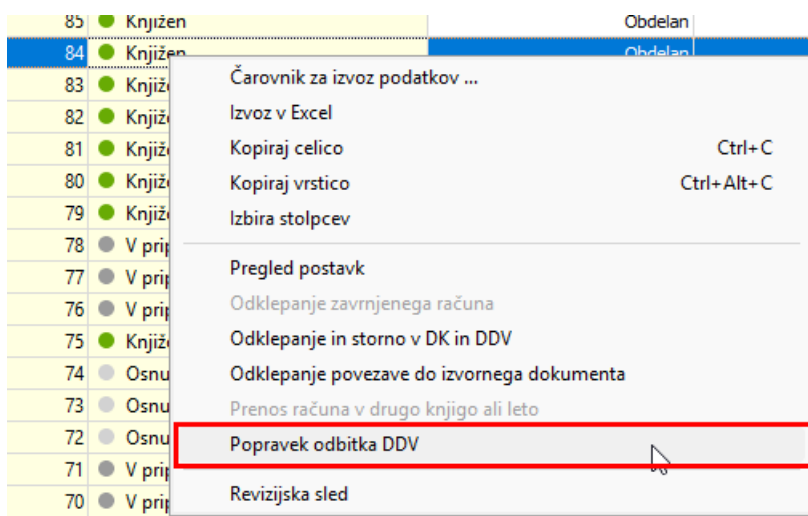 85 Knjižen Obdelan
84 Knjižen Obdelan
83 Knjiž
82 Knjiž
81 Knjiž
80 Knjiž
79 Knjiž
78 V prip
77 V prip
76 V prip
75 Knjiž
74 Osnu
73 Osnu
72 Osnu
71 V prip
70 V prip
Čarovnik za izvoz podatkov ...
Izvoz v Excel
Kopiraj celico Ctrl+C
Kopiraj vrstico Ctrl+Alt+C
Izbira stolpcev
Pregled postavk
Odklepanje zavrnjenega računa
Odklepanje in storno v DK in DDV
Odklepanje povezave do izvornega dokumenta
Prenos računa v drugo knjigo ali leto
Popravek odbitka DDV
Revizijska sled